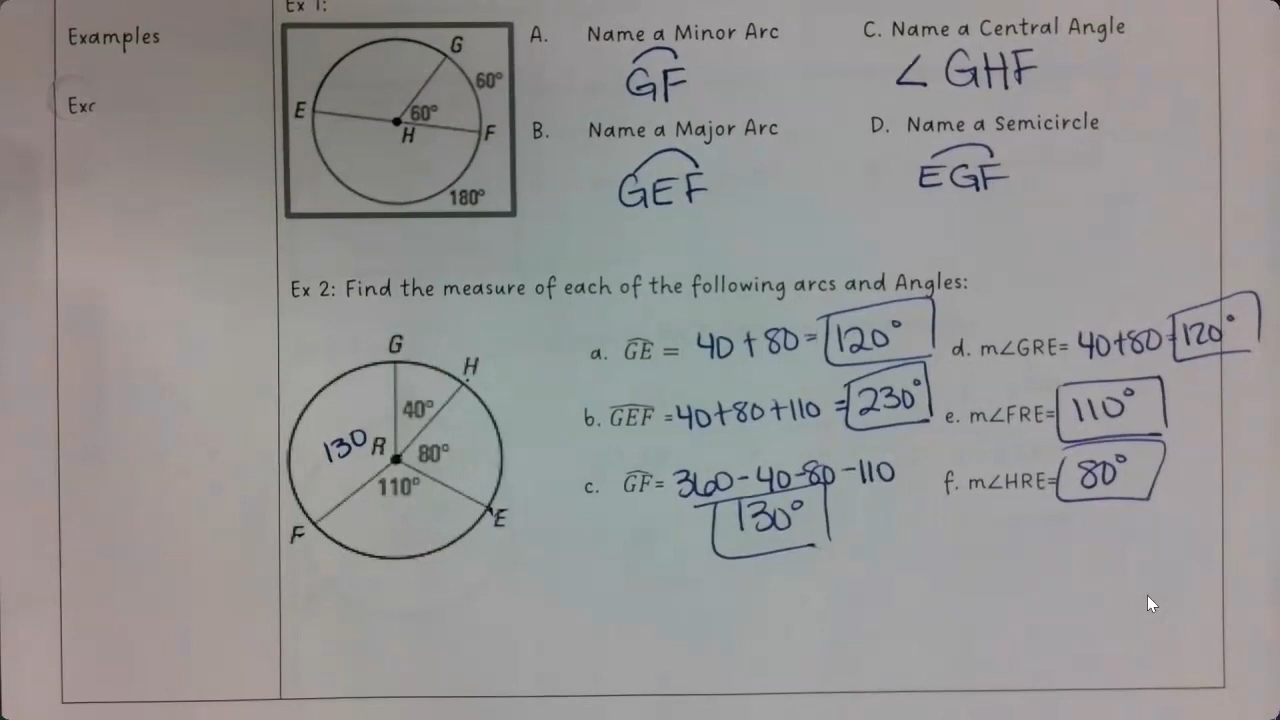 Ex 1:
Examples
Exc
A. Name a Minor Arc
GF
C. Name a Central Angle
∠ GHF
B. Name a Major Arc
GEF
D. Name a Semicircle
EGF
G
60°
E
60°
H
F
180°
Ex 2: Find the measure of each of the following arcs and Angles:
G
H
40°
130 R
80°
110°
F
E
a. GE = 40 + 80 = 120°
b. GEF = 40 + 80 + 110 = 230°
c. GF = 360 - 40 - 80 - 110
130°
d. m∠GRE= 40+80 = 120°
e. m∠FRE= 110°
f. m∠HRE= 80°